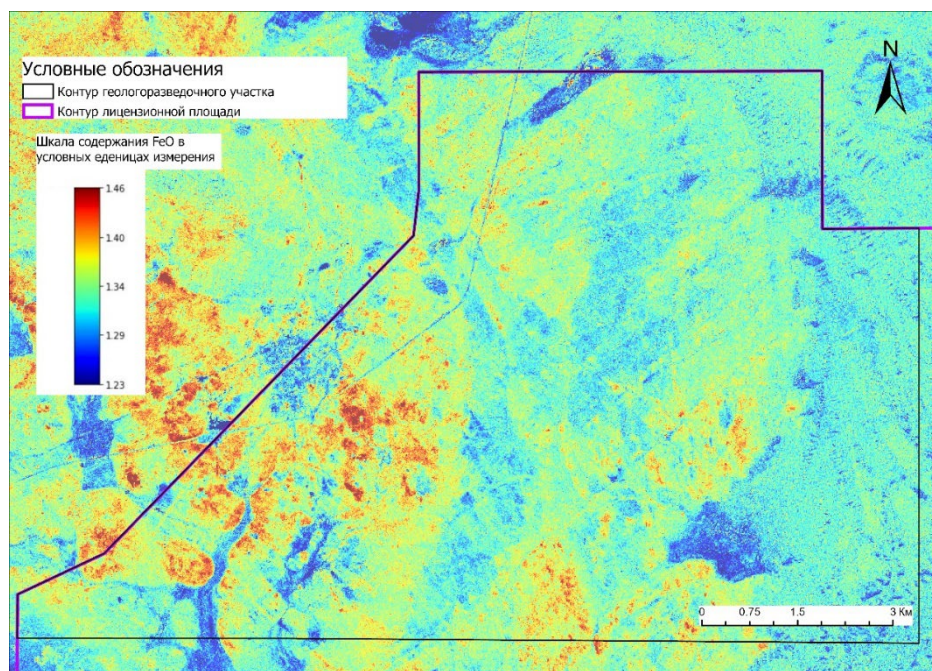 N
Условные обозначения
Контур геологоразведочного участка
Контур лицензионной площади
Шкала содержания FeO в
условных еденицах измерения
1.46
1.40
1.34
1.29
1.23
0 0.75 1.5 3 Км